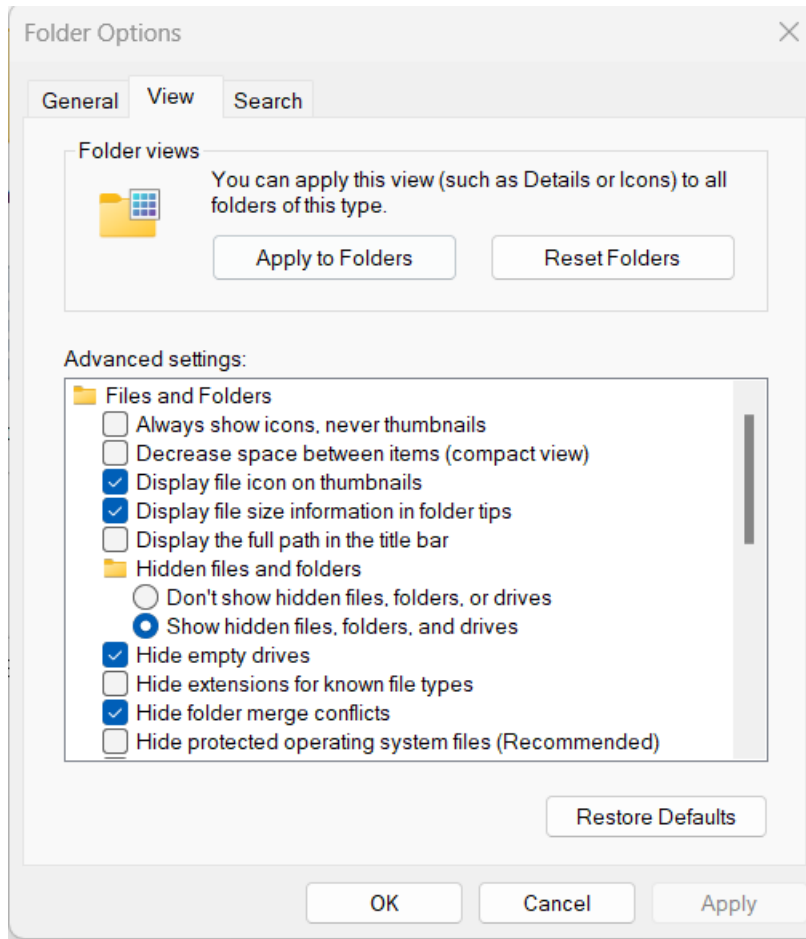 Folder Options
General View Search
Folder views
You can apply this view (such as Details or Icons) to all
folders of this type.
Apply to Folders Reset Folders
Advanced settings:
Files and Folders
Always show icons, never thumbnails
Decrease space between items (compact view)
Display file icon on thumbnails
Display file size information in folder tips
Display the full path in the title bar
Hidden files and folders
Don't show hidden files, folders, or drives
Show hidden files, folders, and drives
Hide empty drives
Hide extensions for known file types
Hide folder merge conflicts
Hide protected operating system files (Recommended)
Restore Defaults
OK Cancel Apply